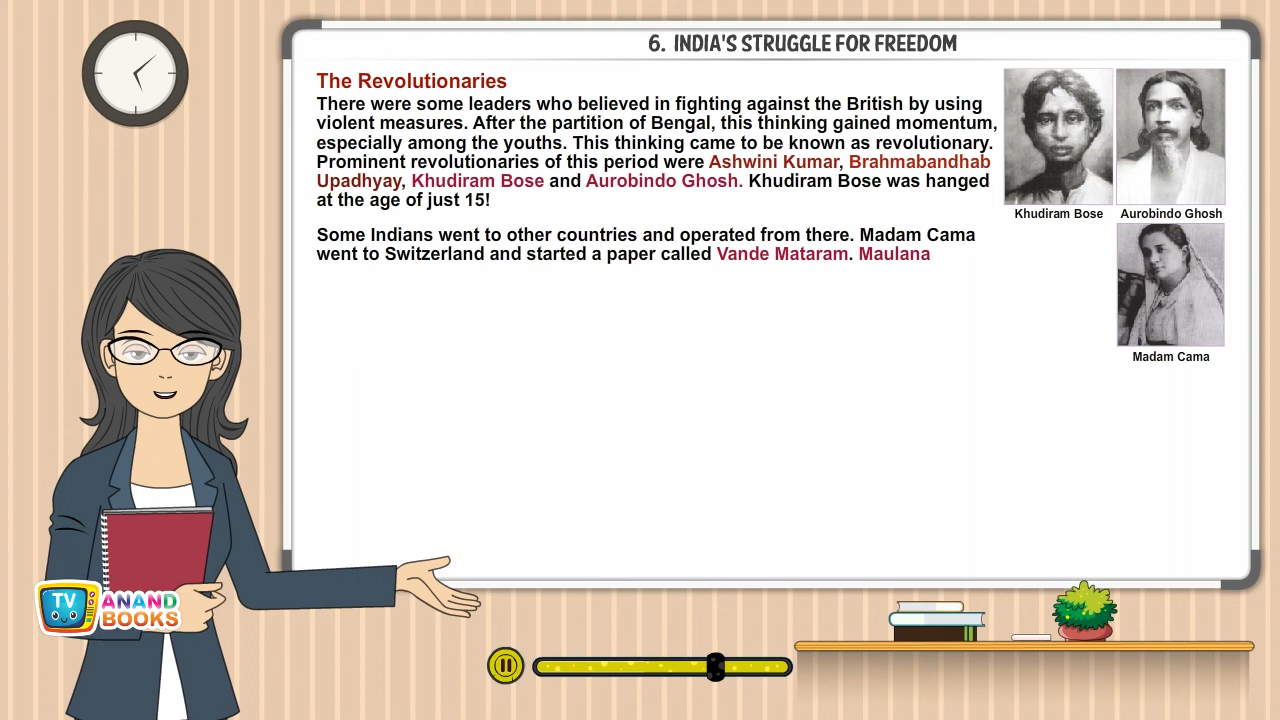 6. INDIA'S STRUGGLE FOR FREEDOM
The Revolutionaries
There were some leaders who believed in fighting against the British by using
violent measures. After the partition of Bengal, this thinking gained momentum,
especially among the youths. This thinking came to be known as revolutionary.
Prominent revolutionaries of this period were Ashwini Kumar, Brahmabandhab
Upadhyay, Khudiram Bose and Aurobindo Ghosh. Khudiram Bose was hanged
at the age of just 15!
Some Indians went to other countries and operated from there. Madam Cama
went to Switzerland and started a paper called Vande Mataram. Maulana
Khudiram Bose
Aurobindo Ghosh
Madam Cama
TV
ANAND
BOOKS